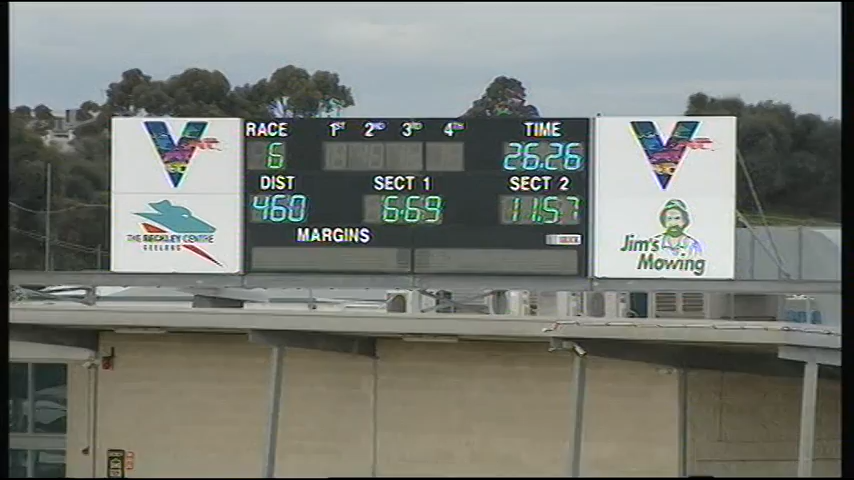 RACE 1ST 2ND 3RD 4TH TIME
6 26.26
DIST SECT 1 SECT 2
460 6.69 11.57
MARGINS
V
THE BECKLEY CENTRE
GEELONG
V
Jim's
Mowing